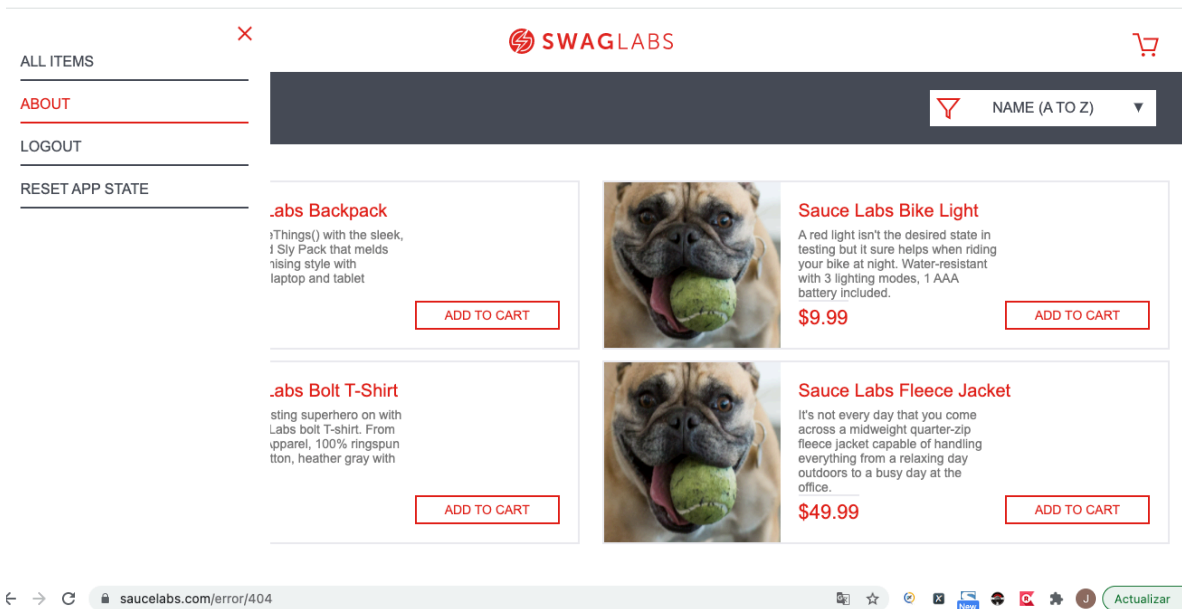 SWAGLABS
ALL ITEMS
ABOUT
LOGOUT
RESET APP STATE
NAME (A TO Z)
Labs Backpack
eThings() with the sleek,
d Sly Pack that melds
nising style with
laptop and tablet
ADD TO CART
Sauce Labs Bike Light
A red light isn't the desired state in
testing but it sure helps when riding
your bike at night. Water-resistant
with 3 lighting modes, 1 AAA
battery included.
$9.99
ADD TO CART
Labs Bolt T-Shirt
sting superhero on with
Labs bolt T-shirt. From
Apparel, 100% ringspun
tton, heather gray with
ADD TO CART
Sauce Labs Fleece Jacket
It's not every day that you come
across a midweight quarter-zip
fleece jacket capable of handling
everything from a relaxing day
outdoors to a busy day at the
office.
$49.99
ADD TO CART
saucelabs.com/error/404
New
J
Actualizar